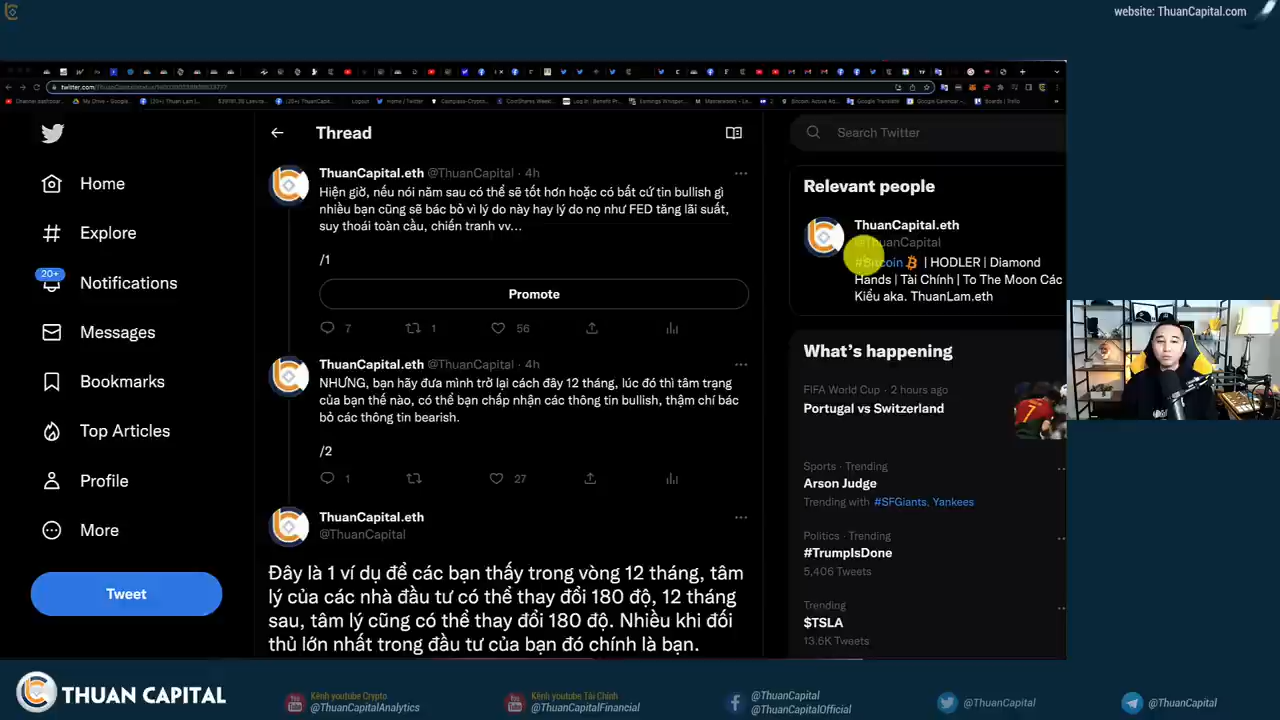 website: ThuanCapital.com
Thread
Search Twitter
Home
Explore
20+
Notifications
Messages
Bookmarks
Top Articles
Profile
More
Tweet
ThuanCapital.eth @ThuanCapital · 4h
Hiện giờ, nếu nói năm sau có thể sẽ tốt hơn hoặc có bất cứ tin bullish gì
nhiều bạn cũng sẽ bác bỏ vì lý do này hay lý do nọ như FED tăng lãi suất,
suy thoái toàn cầu, chiến tranh vv...
/1
Promote
7 1 56
ThuanCapital.eth @ThuanCapital · 4h
NHƯNG, bạn hãy đưa mình trở lại cách đây 12 tháng, lúc đó thì tâm trạng
của bạn thế nào, có thể bạn chấp nhận các thông tin bullish, thậm chí bác
bỏ các thông tin bearish.
/2
1 27
ThuanCapital.eth
@ThuanCapital
Đây là 1 ví dụ để các bạn thấy trong vòng 12 tháng, tâm
lý của các nhà đầu tư có thể thay đổi 180 độ, 12 tháng
sau, tâm lý cũng có thể thay đổi 180 độ. Nhiều khi đối
thủ lớn nhất trong đầu tư của bạn đó chính là bạn.
Relevant people
ThuanCapital.eth
@ThuanCapital
#Bitcoin | HODLER | Diamond
Hands | Tài Chính | To The Moon Các
Kiểu aka. ThuanLam.eth
What's happening
FIFA World Cup · 2 hours ago
Portugal vs Switzerland
Sports · Trending
Arson Judge
Trending with #SFGiants, Yankees
Politics · Trending
#TrumpIsDone
5,406 Tweets
Trending
$TSLA
13.6K Tweets
THUAN CAPITAL
Kênh youtube Crypto
@ThuanCapitalAnalytics
Kênh youtube Tài Chính
@ThuanCapitalFinancial
@ThuanCapital
@ThuanCapitalOfficial
@ThuanCapital
@ThuanCapital